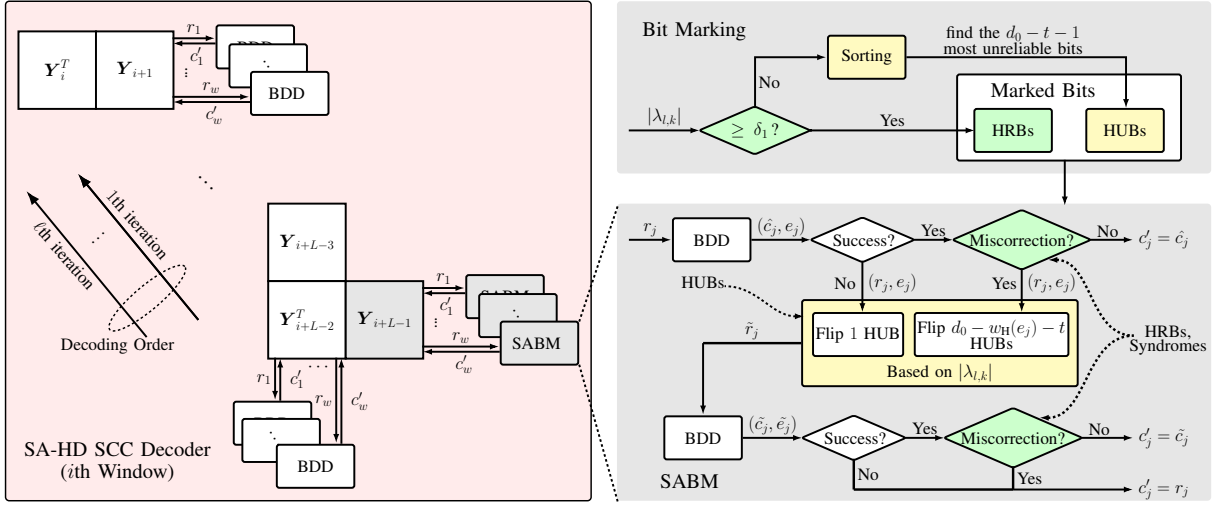 Y_i^T
Y_{i+1}
r_1
c'_1
⋮
r_w
c'_w
BDD
⋱
BDD
⋱
1th iteration
⋱
ℓth iteration
Decoding Order
Y_{i+L-3}
Y_{i+L-2}^T
Y_{i+L-1}
r_1
c'_1
⋮
r_w
c'_w
SABM
⋱
SABM
r_1
c'_1
⋯
r_w
c'_w
⋱
BDD
SA-HD SCC Decoder
(ith Window)
Bit Marking
|λ_{l,k}|
≥ δ_1 ?
No
Yes
Sorting
find the d_0 − t − 1
most unreliable bits
Marked Bits
HRBs
HUBs
r_j
BDD
(ĉ_j, e_j)
Success?
Yes
Miscorrection?
No
c'_j = ĉ_j
No
(r_j, e_j)
Yes
(r_j, e_j)
HUBs
Flip 1 HUB
Flip d_0 − w_H(e_j) − t
HUBs
Based on |λ_{l,k}|
HRBs,
Syndromes
r̃_j
BDD
(c̃_j, ẽ_j)
Success?
Yes
Miscorrection?
No
c'_j = c̃_j
No
Yes
c'_j = r_j
SABM